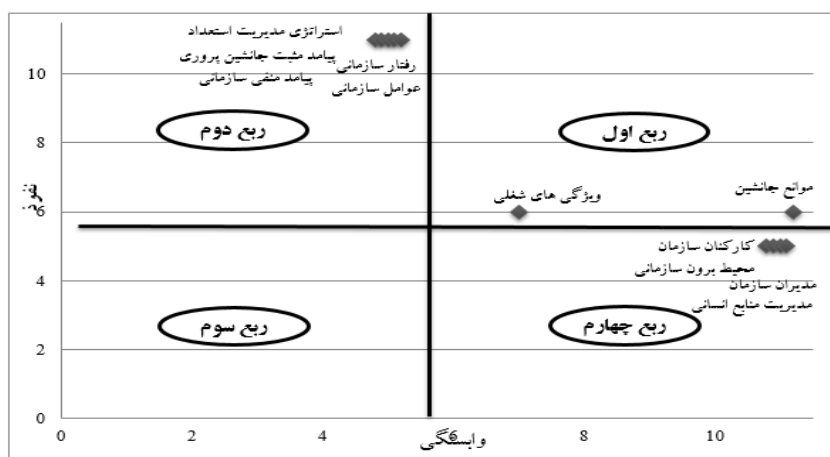 استراتژی مدیریت استعداد
پیامد مثبت جانشین پروری
رفتار سازمانی
پیامد منفی سازمانی
عوامل سازمانی
ربع دوم
ربع اول
موانع جانشین
ویژگی های شغلی
کارکنان سازمان
محیط برون سازمانی
مدیران سازمان
مدیریت منابع انسانی
ربع سوم
ربع چهارم
نفوذ
10
8
6
4
2
0
0 2 4 6 8 10
وابستگی